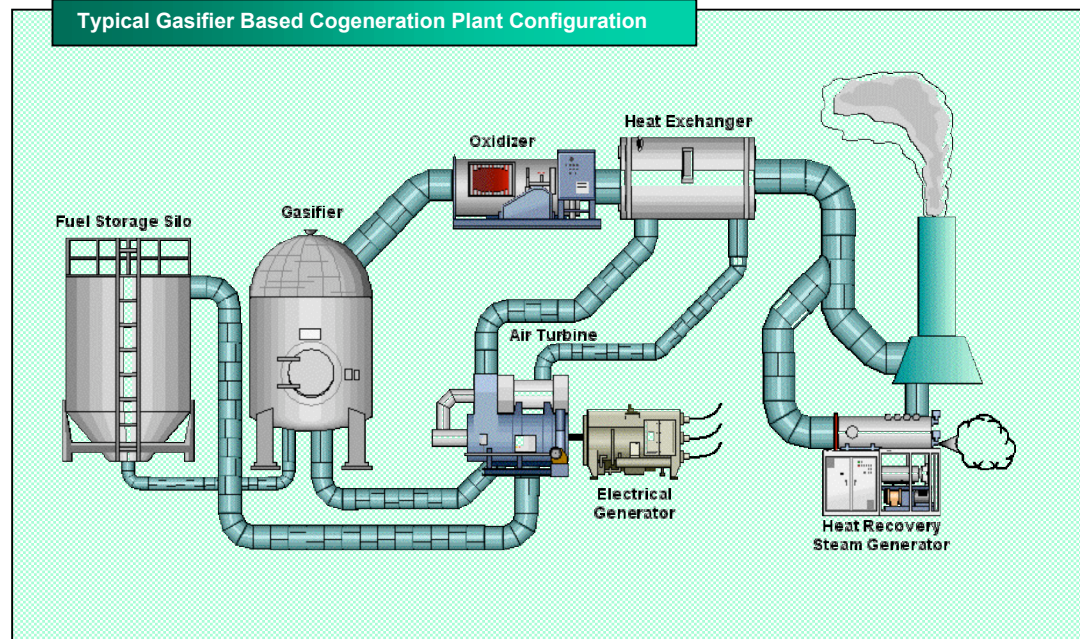 Typical Gasifier Based Cogeneration Plant Configuration
Heat Exchanger
Oxidizer
Gasifier
Fuel Storage Silo
Air Turbine
Electrical
Generator
Heat Recovery
Steam Generator